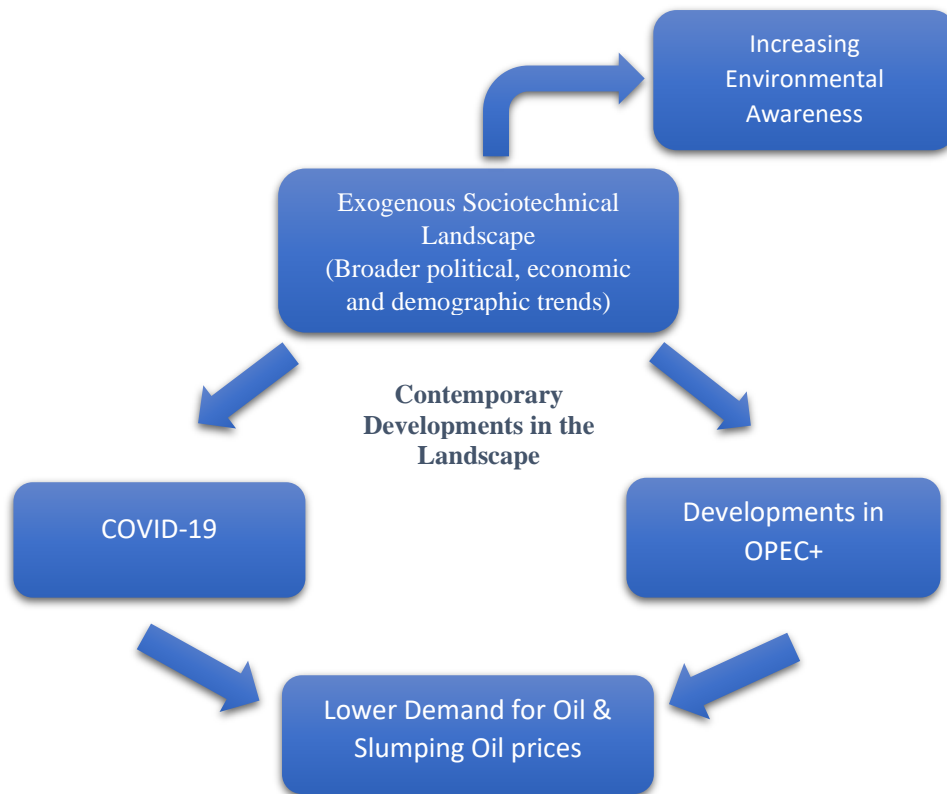 Increasing
Environmental
Awareness
Exogenous Sociotechnical
Landscape
(Broader political, economic
and demographic trends)
Contemporary
Developments in the
Landscape
COVID-19
Developments in
OPEC+
Lower Demand for Oil &
Slumping Oil prices